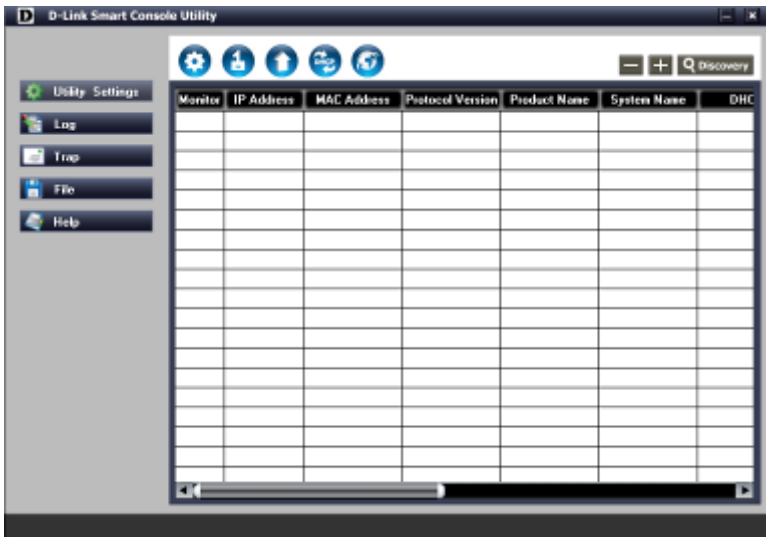 D D-Link Smart Console Utility
Discovery
Utility Settings
Monitor IP Address MAC Address Protocol Version Product Name System Name DHC
Log
Trap
File
Help